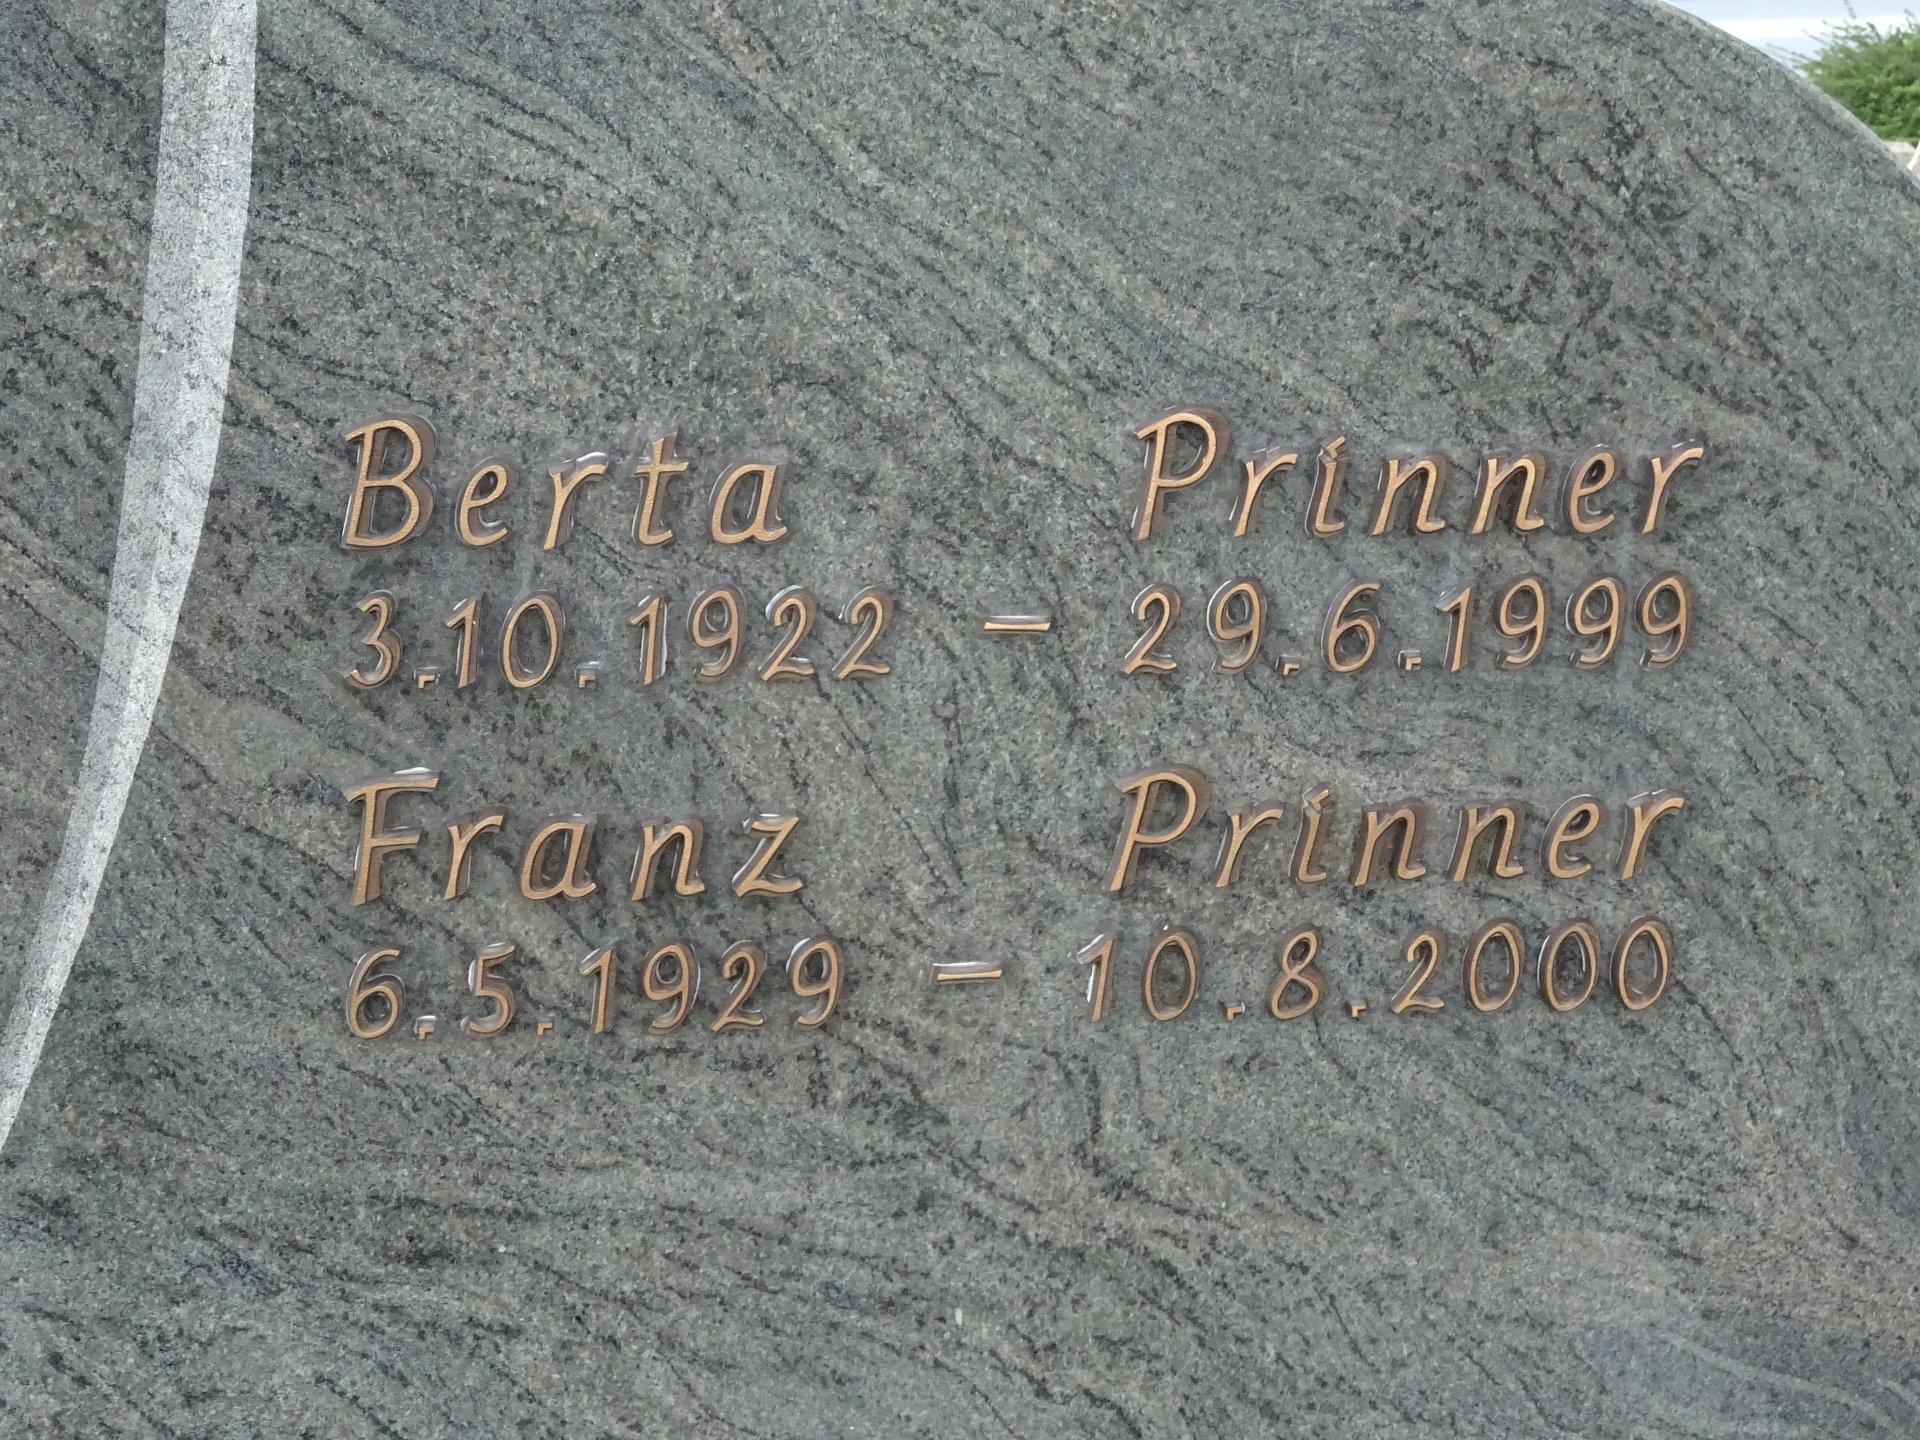 Berta Prinner
3.10.1922 – 29.6.1999
Franz Prinner
6.5.1929 – 10.8.2000